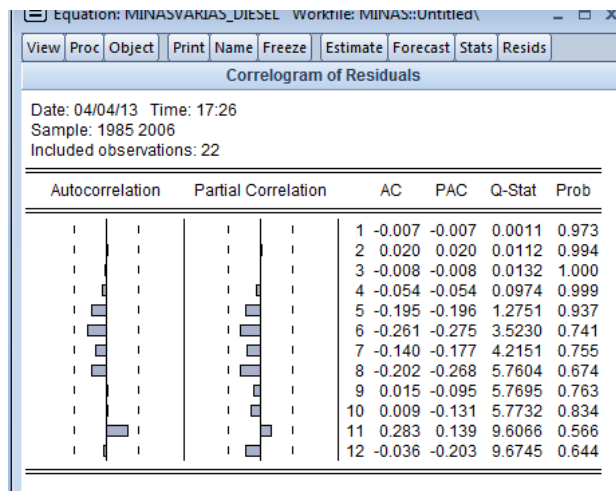 Equation: MINASVARIAS_DIESEL Workfile: MINAS::Untitled\
View Proc Object Print Name Freeze Estimate Forecast Stats Resids
Correlogram of Residuals
Date: 04/04/13 Time: 17:26
Sample: 1985 2006
Included observations: 22
Autocorrelation Partial Correlation AC PAC Q-Stat Prob
1 -0.007 -0.007 0.0011 0.973
2 0.020 0.020 0.0112 0.994
3 -0.008 -0.008 0.0132 1.000
4 -0.054 -0.054 0.0974 0.999
5 -0.195 -0.196 1.2751 0.937
6 -0.261 -0.275 3.5230 0.741
7 -0.140 -0.177 4.2151 0.755
8 -0.202 -0.268 5.7604 0.674
9 0.015 -0.095 5.7695 0.763
10 0.009 -0.131 5.7732 0.834
11 0.283 0.139 9.6066 0.566
12 -0.036 -0.203 9.6745 0.644